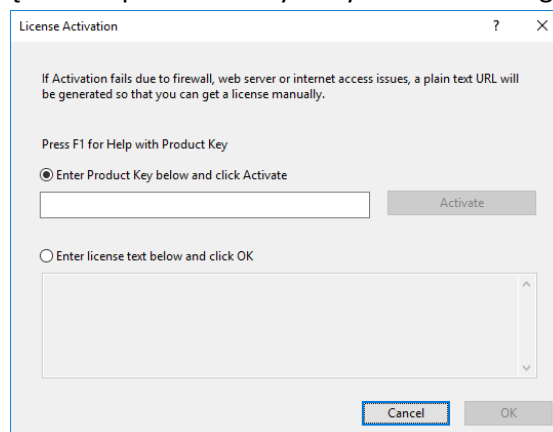 License Activation ? ×
If Activation fails due to firewall, web server or internet access issues, a plain text URL will
be generated so that you can get a license manually.
Press F1 for Help with Product Key
Enter Product Key below and click Activate
Activate
Enter license text below and click OK
Cancel OK